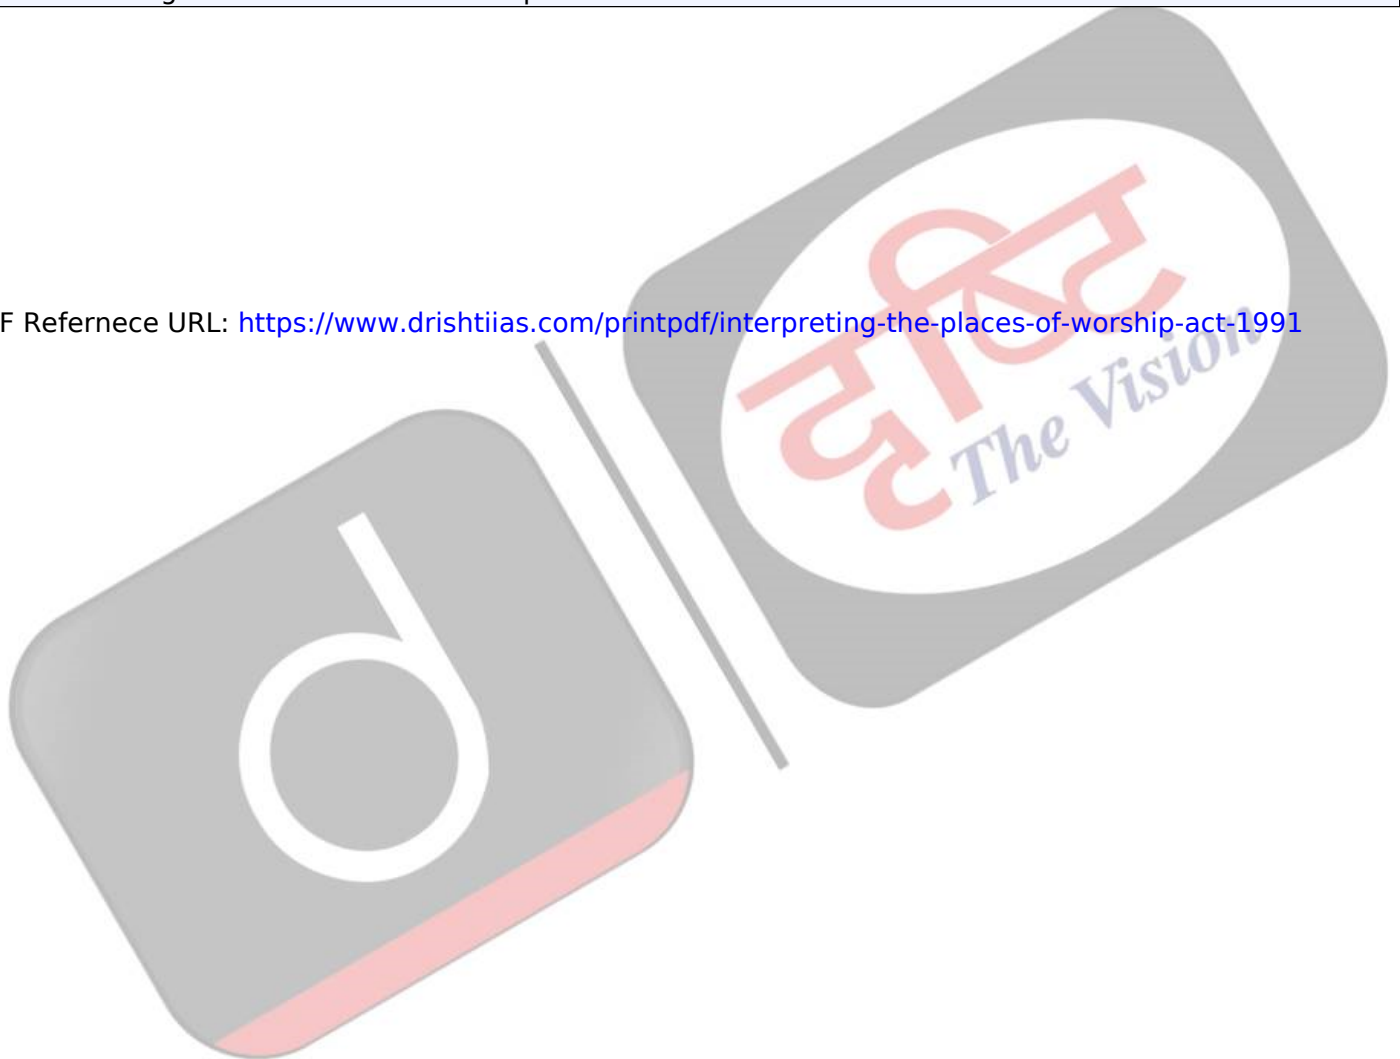 F Refernece URL: https://www.drishtiias.com/printpdf/interpreting-the-places-of-worship-act-1991
दृष्टि
The Vision
d